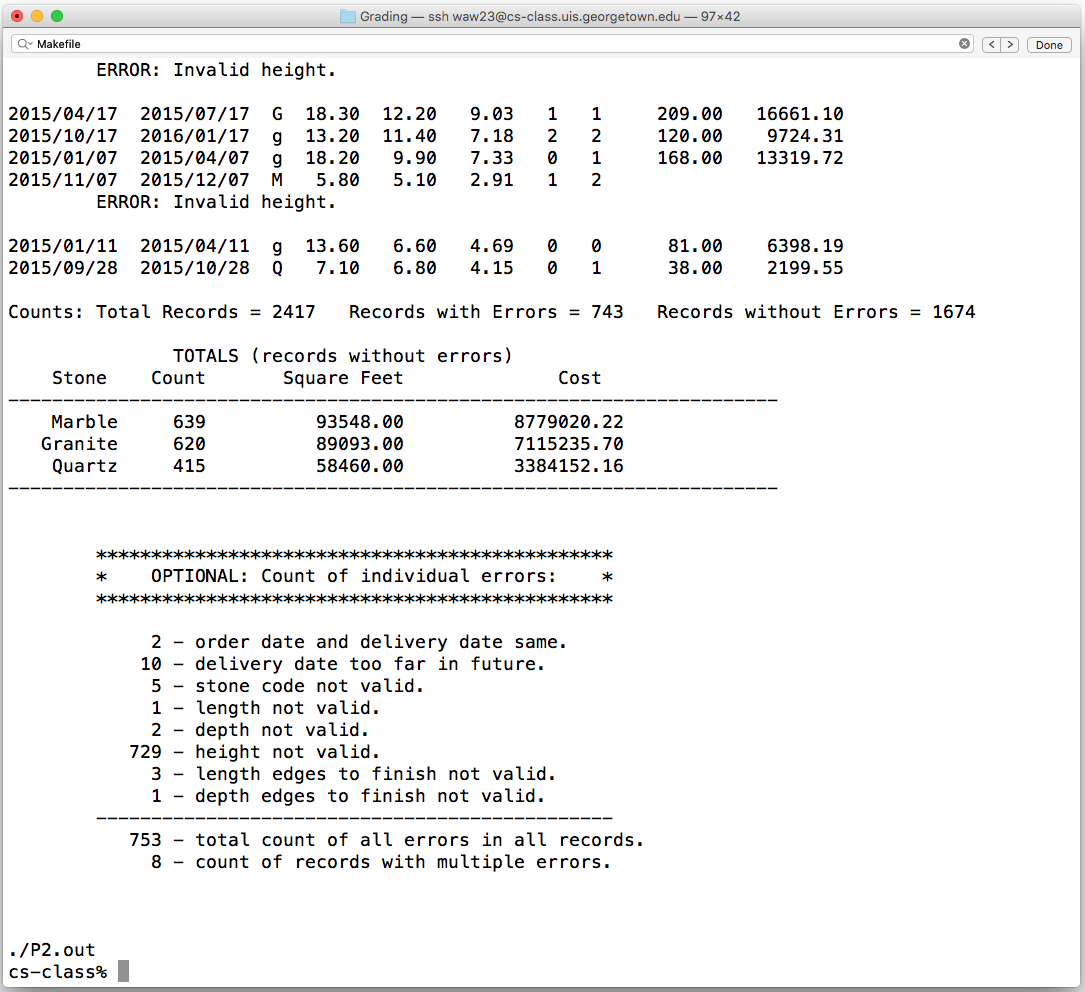 Grading — ssh waw23@cs-class.uis.georgetown.edu — 97×42
Makefile
Done
ERROR: Invalid height.
2015/04/17  2015/07/17  G  18.30  12.20   9.03   1   1     209.00   16661.10
2015/10/17  2016/01/17  g  13.20  11.40   7.18   2   2     120.00    9724.31
2015/01/07  2015/04/07  g  18.20   9.90   7.33   0   1     168.00   13319.72
2015/11/07  2015/12/07  M   5.80   5.10   2.91   1   2
ERROR: Invalid height.
2015/01/11  2015/04/11  g  13.60   6.60   4.69   0   0      81.00    6398.19
2015/09/28  2015/10/28  Q   7.10   6.80   4.15   0   1      38.00    2199.55
Counts: Total Records = 2417   Records with Errors = 743   Records without Errors = 1674
TOTALS (records without errors)
Stone    Count       Square Feet              Cost
----------------------------------------------------------------------
Marble     639          93548.00          8779020.22
Granite     620          89093.00          7115235.70
Quartz     415          58460.00          3384152.16
----------------------------------------------------------------------
***********************************************
*    OPTIONAL: Count of individual errors:    *
***********************************************
2 – order date and delivery date same.
10 – delivery date too far in future.
5 – stone code not valid.
1 – length not valid.
2 – depth not valid.
729 – height not valid.
3 – length edges to finish not valid.
1 – depth edges to finish not valid.
-----------------------------------------------
753 – total count of all errors in all records.
8 – count of records with multiple errors.
./P2.out
cs-class%